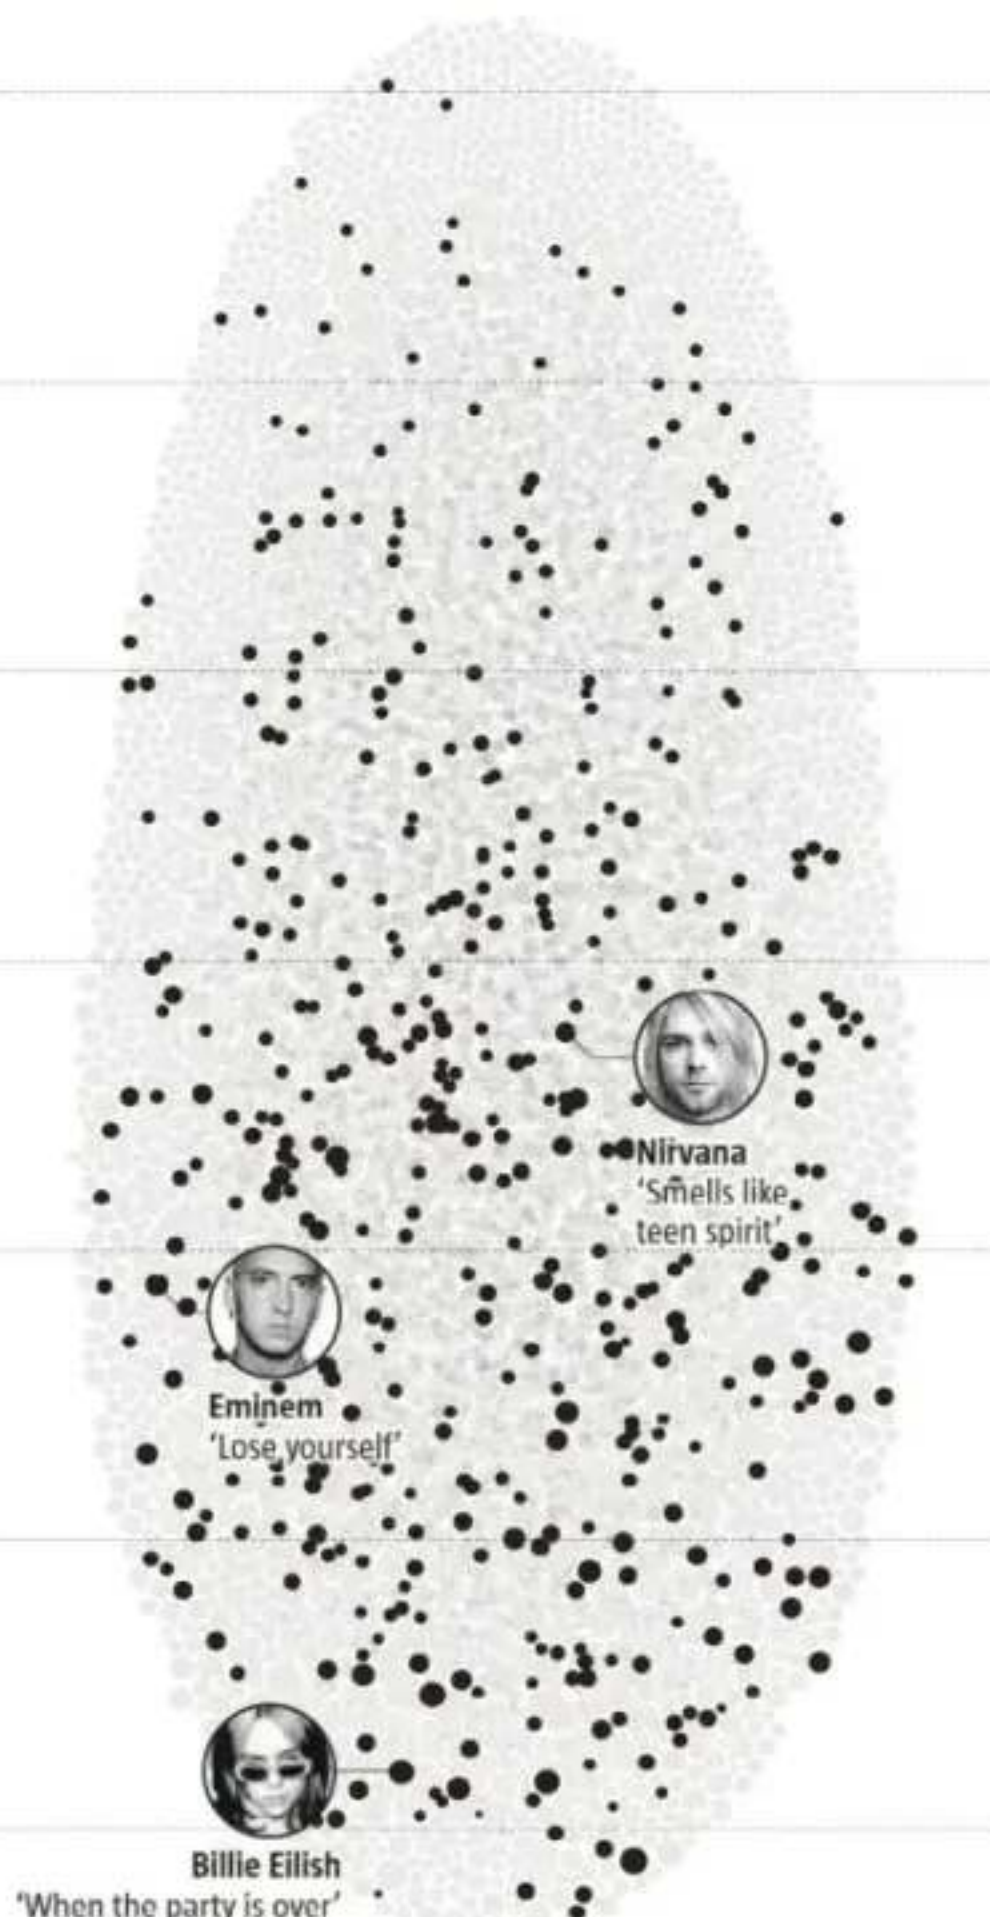 Nirvana
‘Smells like
teen spirit’
Eminem
‘Lose yourself’
Billie Eilish
‘When the party is over’